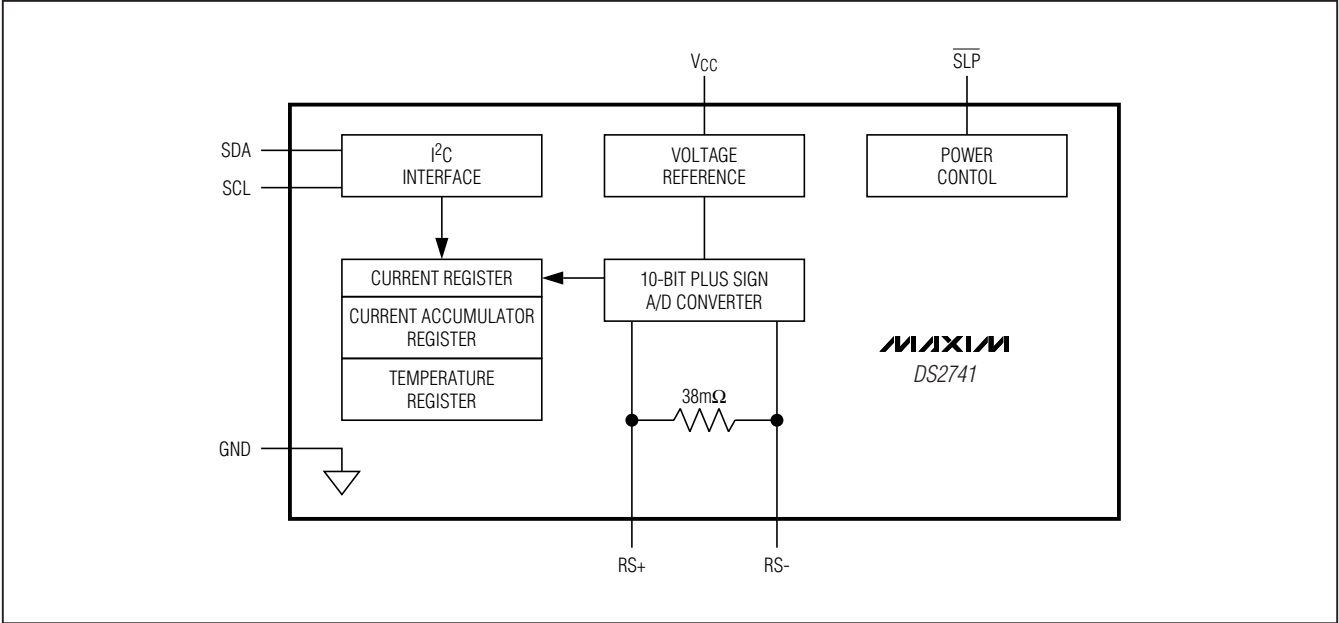 VCC
SLP
SDA
SCL
I2C
INTERFACE
VOLTAGE
REFERENCE
POWER
CONTOL
CURRENT REGISTER
CURRENT ACCUMULATOR
REGISTER
TEMPERATURE
REGISTER
10-BIT PLUS SIGN
A/D CONVERTER
MAXIM
DS2741
38mΩ
GND
RS+
RS-